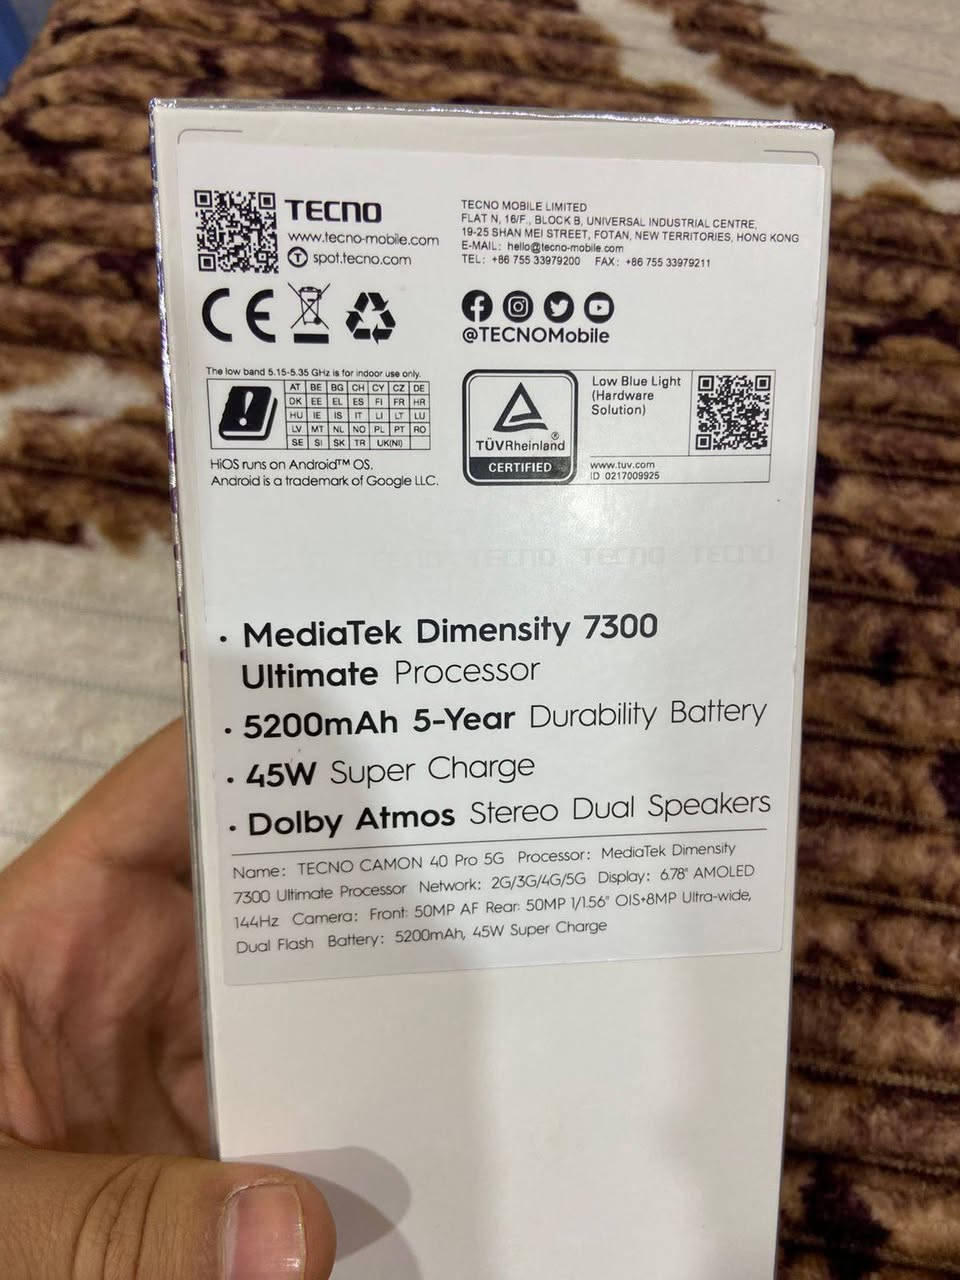 TECNO
www.tecno-mobile.com
spot.tecno.com
TECNO MOBILE LIMITED
FLAT N, 16/F., BLOCK B, UNIVERSAL INDUSTRIAL CENTRE,
19-25 SHAN MEI STREET, FOTAN, NEW TERRITORIES, HONG KONG
E-MAIL: hello@tecno-mobile.com
TEL: +86 755 33979200 FAX: +86 755 33979211
CE
@TECNOMobile
The low band 5.15-5.35 GHz is for indoor use only.
AT BE BG CH CY CZ DE
DK EE EL ES FI FR HR
HU IE IS IT LI LT LU
LV MT NL NO PL PT RO
SE SI SK TR UK(NI)
HiOS runs on Android™ OS.
Android is a trademark of Google LLC.
TÜVRheinland®
CERTIFIED
Low Blue Light
(Hardware
Solution)
www.tuv.com
ID 0217009925
TECNO TECNO TECNO
• MediaTek Dimensity 7300
Ultimate Processor
• 5200mAh 5-Year Durability Battery
• 45W Super Charge
• Dolby Atmos Stereo Dual Speakers
Name: TECNO CAMON 40 Pro 5G Processor: MediaTek Dimensity
7300 Ultimate Processor Network: 2G/3G/4G/5G Display: 6.78" AMOLED
144Hz Camera: Front: 50MP AF Rear: 50MP 1/1.56" OIS+8MP Ultra-wide,
Dual Flash Battery: 5200mAh, 45W Super Charge